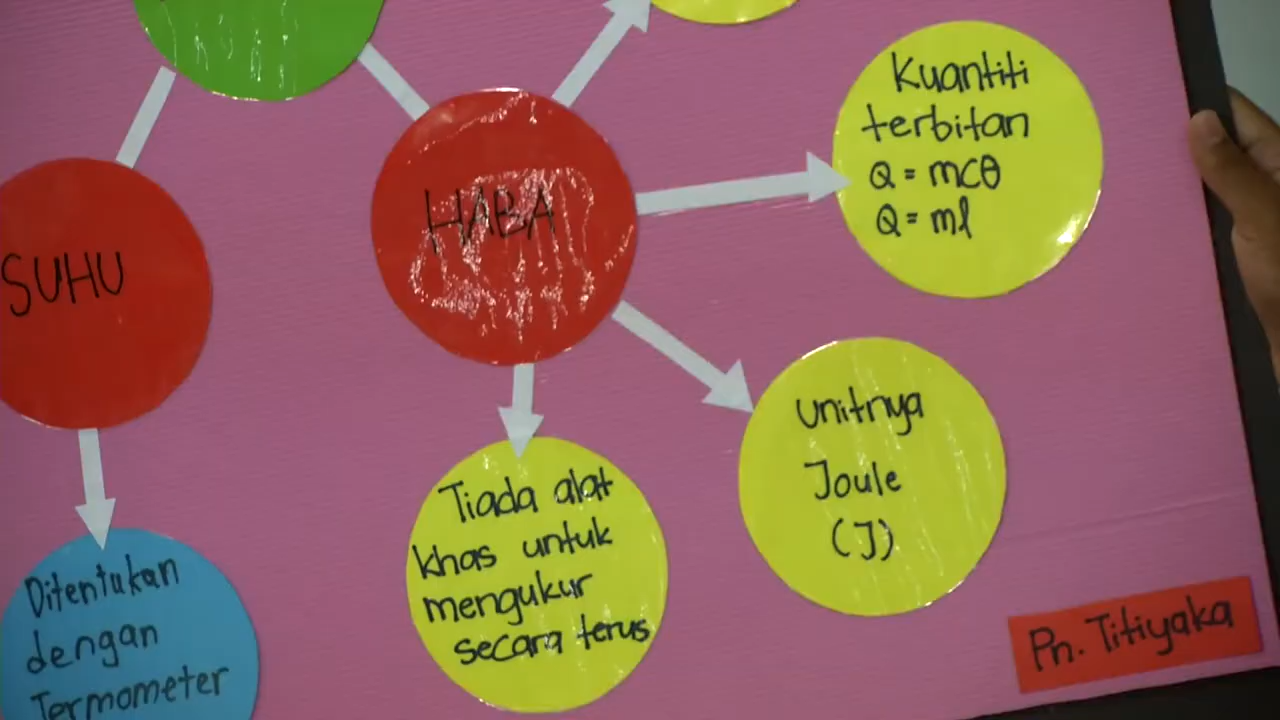 HABA
SUHU
Kuantiti
terbitan
Q = mcθ
Q = ml
unitnya
Joule
(J)
Tiada alat
khas untuk
mengukur
secara terus
Ditentukan
dengan
Termometer
Pn. Titiyaka